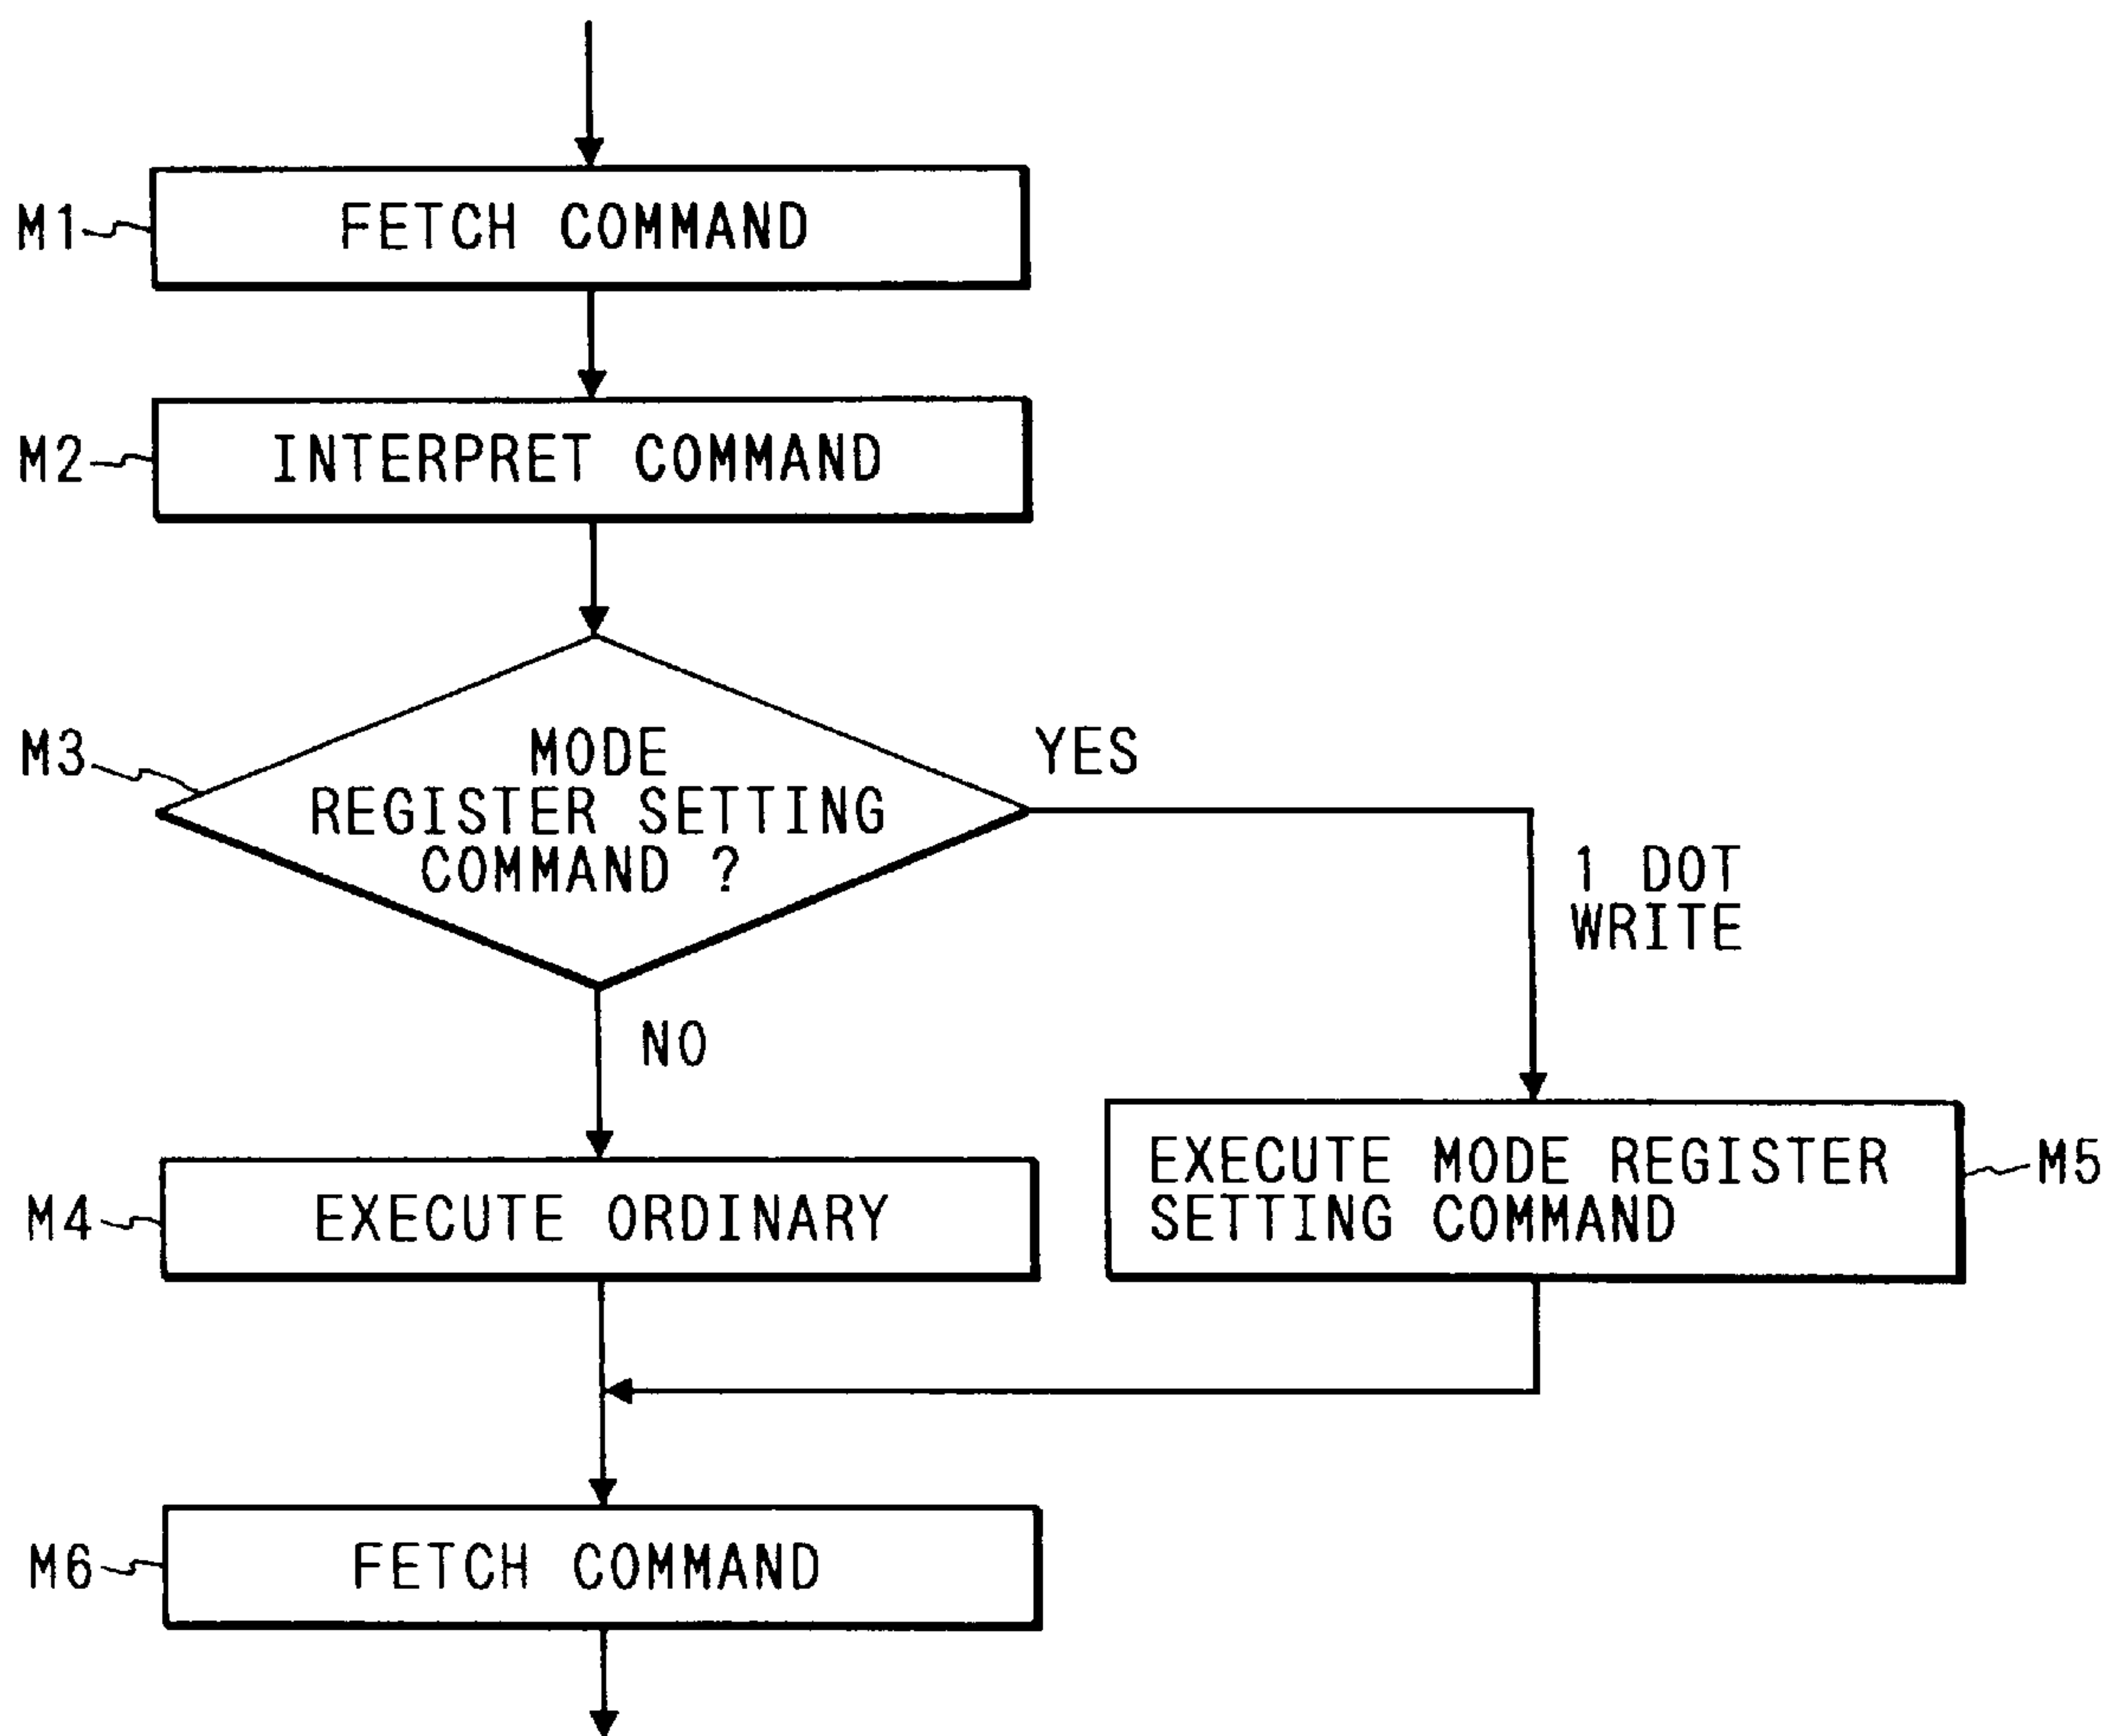 M1
FETCH COMMAND
M2
INTERPRET COMMAND
M3
MODE
REGISTER SETTING
COMMAND ?
YES
1 DOT
WRITE
NO
M4
EXECUTE ORDINARY
EXECUTE MODE REGISTER
SETTING COMMAND
M5
M6
FETCH COMMAND